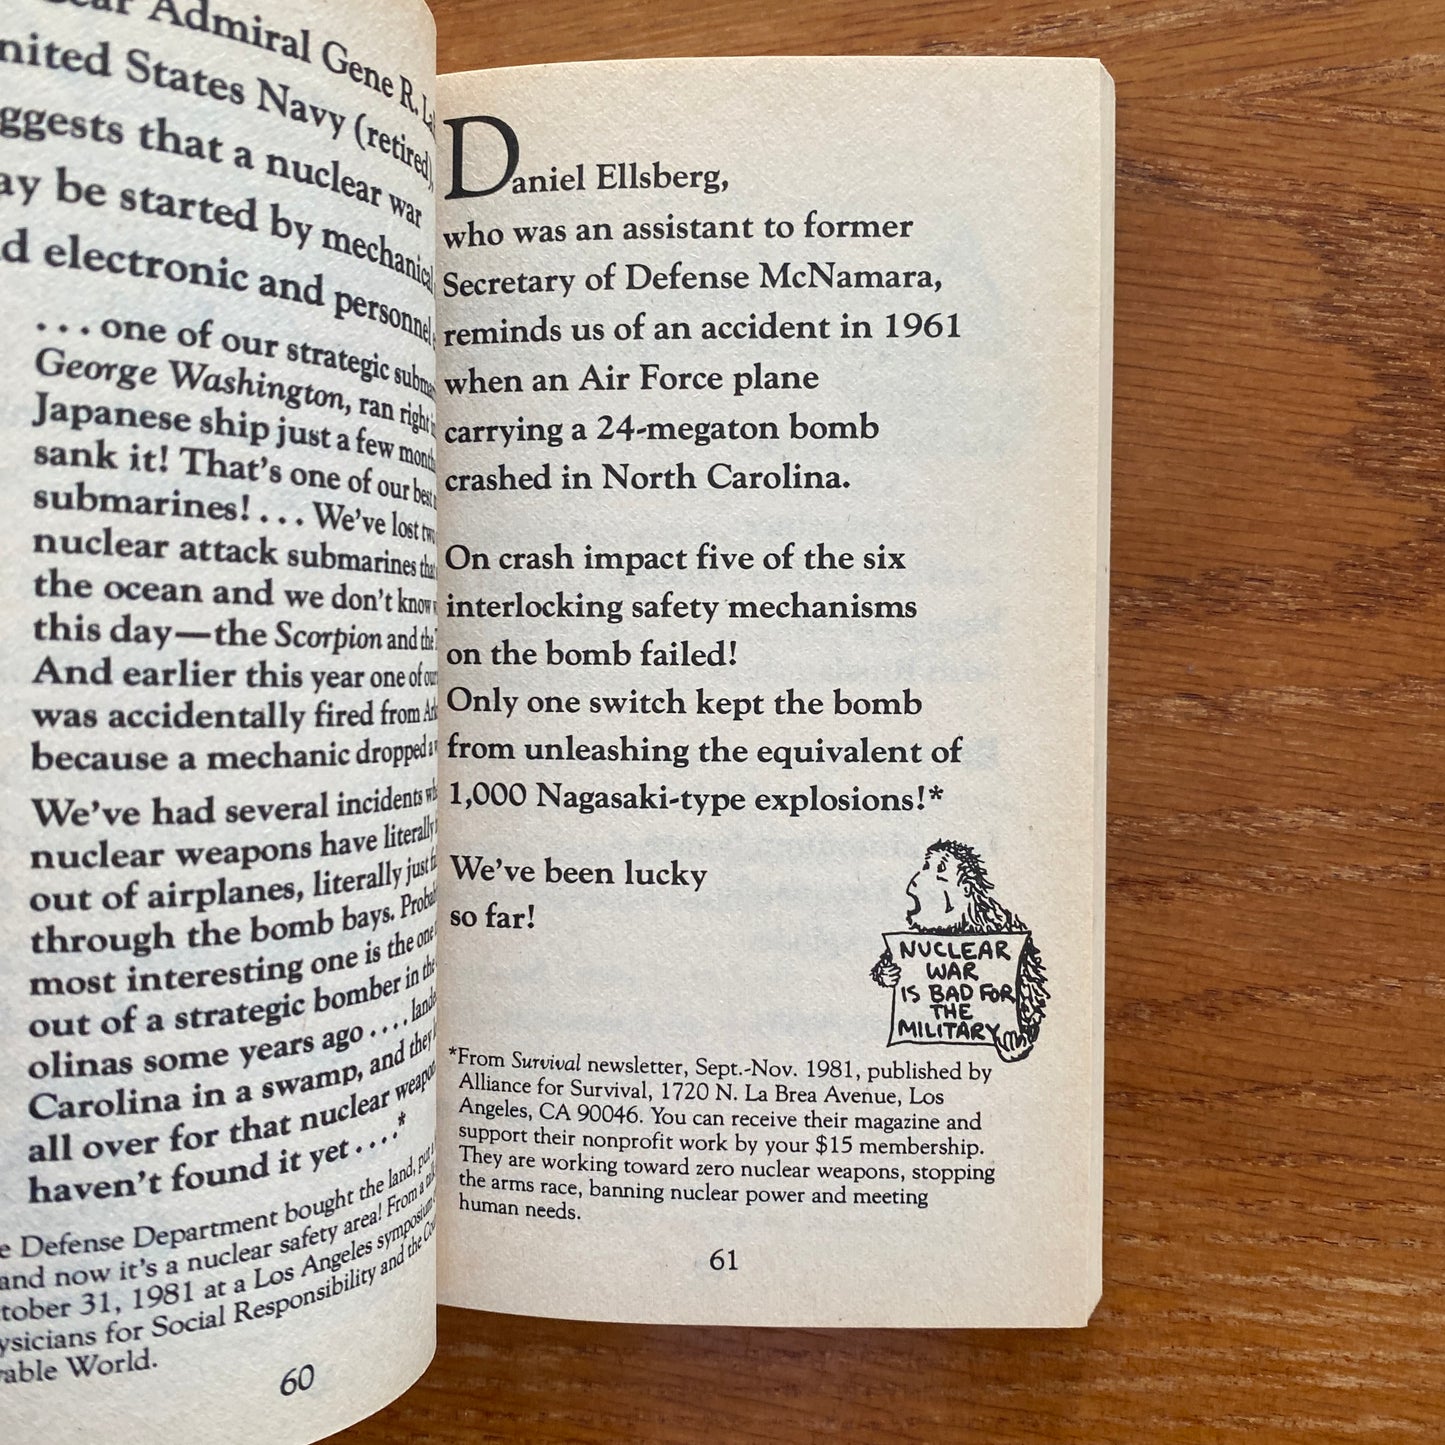 Admiral Gene R.
United States Navy (retired),
suggests that a nuclear war
may be started by mechanical
and electronic and personnel
. . . one of our strategic
George Washington, ran right
Japanese ship just a few months
sank it! That's one of our best
submarines! . . . We've lost two
nuclear attack submarines that
the ocean and we don't know
this day—the Scorpion and the
And earlier this year one of our
was accidentally fired from
because a mechanic dropped a
We've had several incidents
nuclear weapons have literally
out of airplanes, literally just
through the bomb bays.
most interesting one is the one
out of a strategic bomber in the
olinas some years ago . . . .
Carolina in a swamp, and they
all over for that nuclear weapon
haven't found it yet . . . .*
Defense Department bought the land, put
and now it's a nuclear safety area! From a
October 31, 1981 at a Los Angeles symposium
Physicians for Social Responsibility and the
World.
60
Daniel Ellsberg,
who was an assistant to former
Secretary of Defense McNamara,
reminds us of an accident in 1961
when an Air Force plane
carrying a 24-megaton bomb
crashed in North Carolina.
On crash impact five of the six
interlocking safety mechanisms
on the bomb failed!
Only one switch kept the bomb
from unleashing the equivalent of
1,000 Nagasaki-type explosions!*
We've been lucky
so far!
NUCLEAR
WAR
IS BAD FOR
THE
MILITARY
*From Survival newsletter, Sept.-Nov. 1981, published by
Alliance for Survival, 1720 N. La Brea Avenue, Los
Angeles, CA 90046. You can receive their magazine and
support their nonprofit work by your $15 membership.
They are working toward zero nuclear weapons, stopping
the arms race, banning nuclear power and meeting
human needs.
61